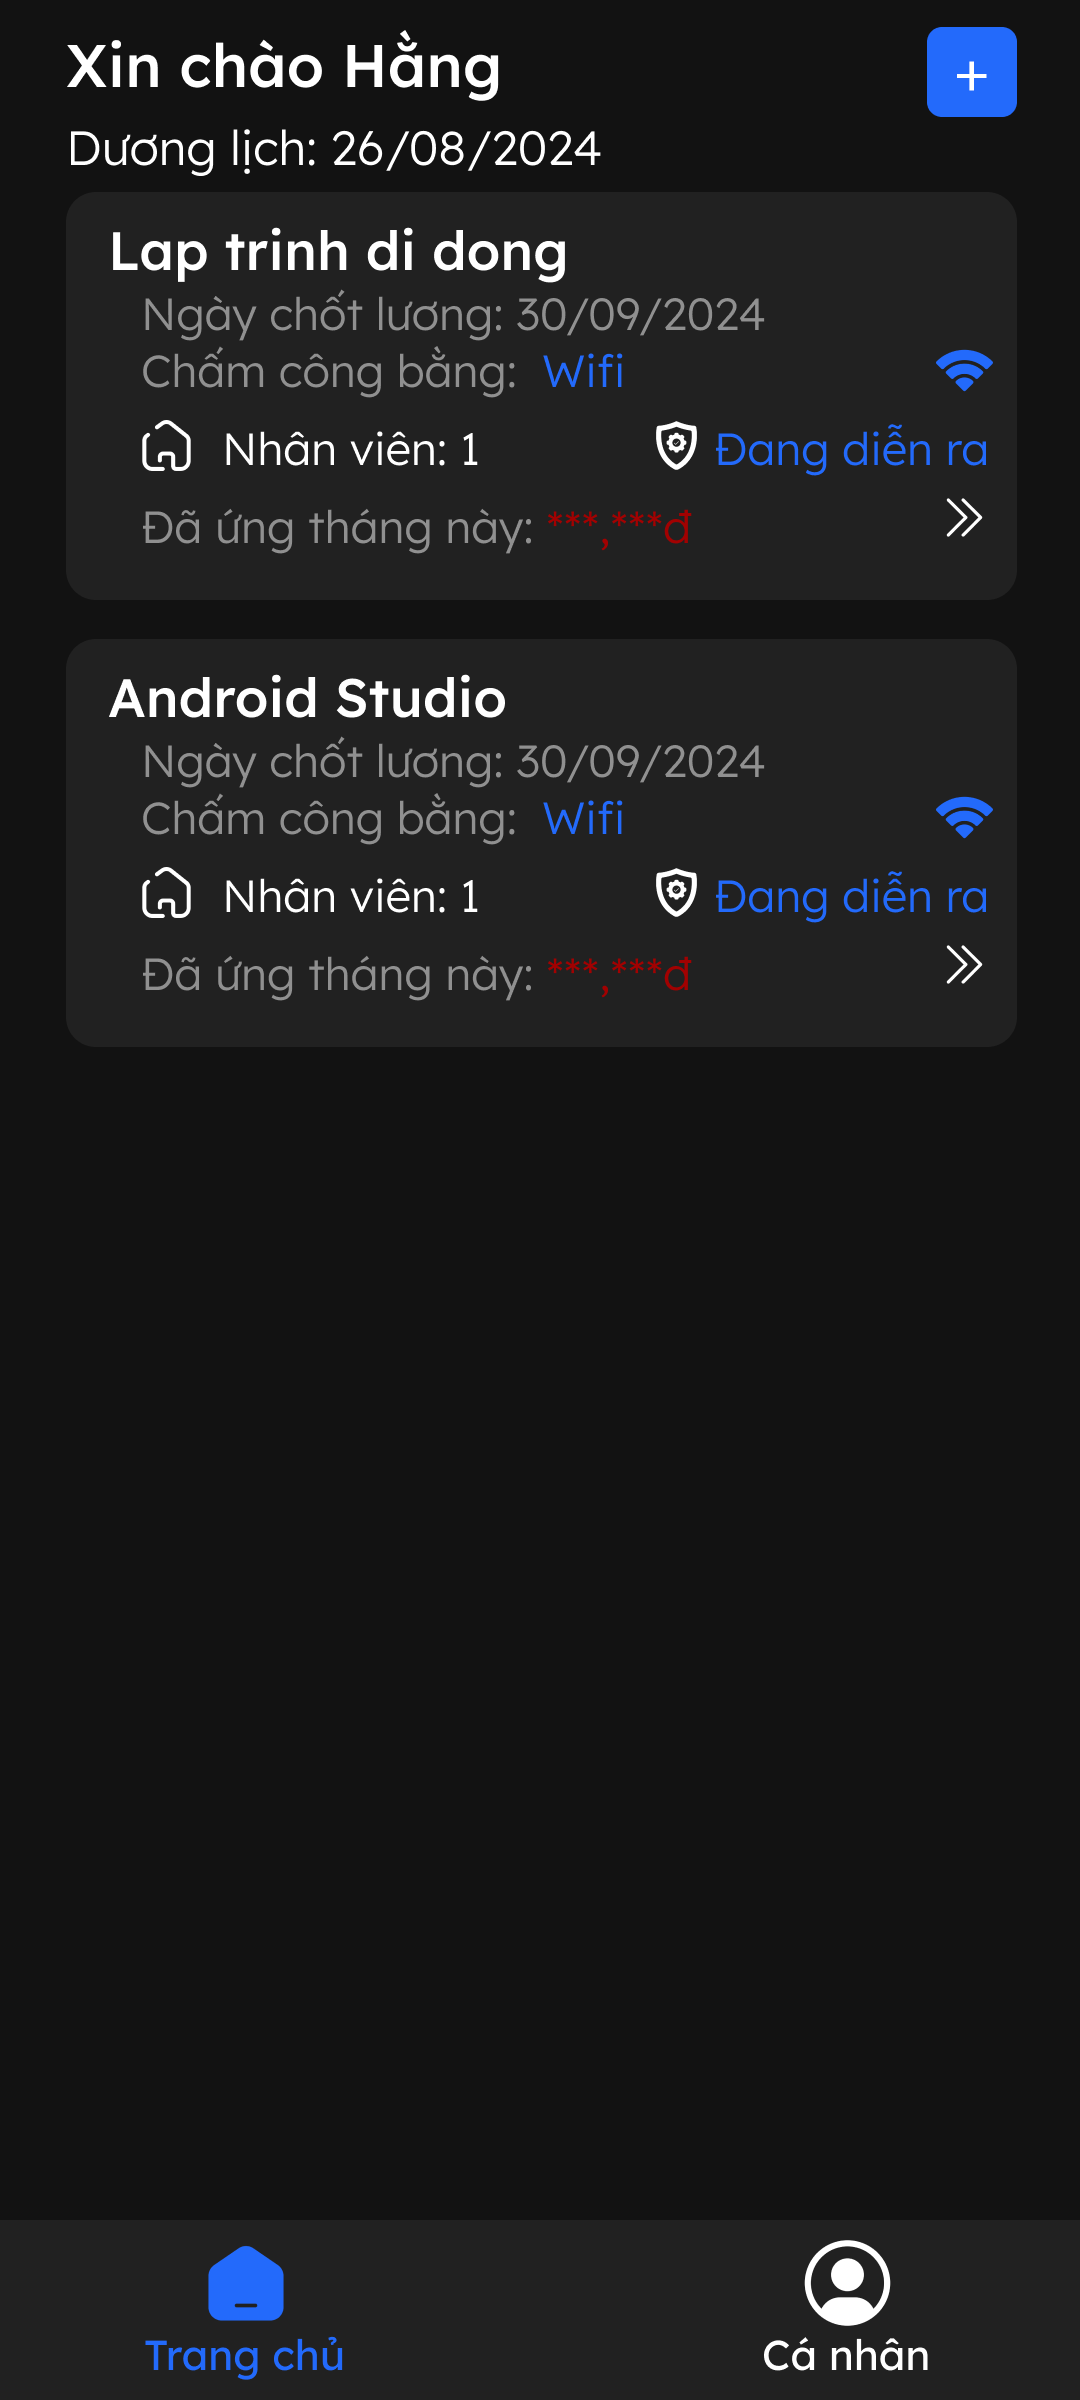 Xin chào Hằng
Dương lịch: 26/08/2024
Lap trinh di dong
Ngày chốt lương: 30/09/2024
Chấm công bằng: Wifi
Nhân viên: 1 Đang diễn ra
Đã ứng tháng này: ***,***đ
Android Studio
Ngày chốt lương: 30/09/2024
Chấm công bằng: Wifi
Nhân viên: 1 Đang diễn ra
Đã ứng tháng này: ***,***đ
Trang chủ Cá nhân